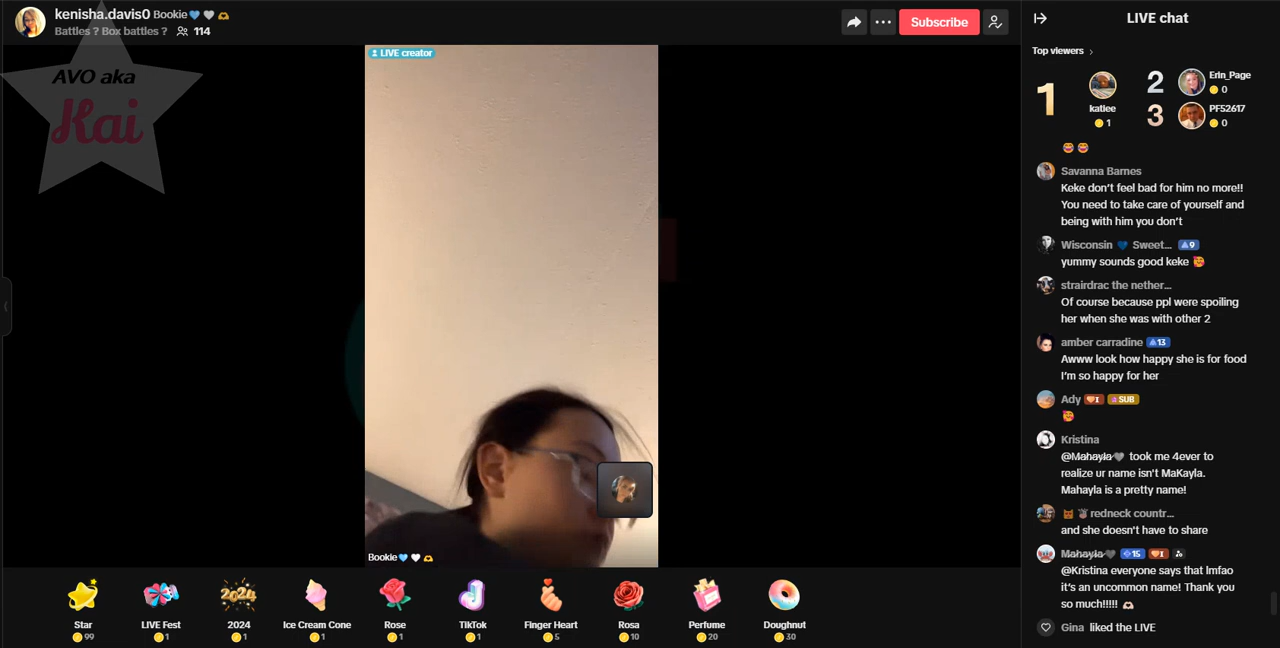 kenisha.davis0 Bookie💙🤍🫶
Battles ? Box battles ? 114
Subscribe
AVO aka
Kai
LIVE creator
Bookie💙🤍🫶
Star
99
LIVE Fest
1
2024
2024
1
Ice Cream Cone
1
Rose
1
TikTok
1
Finger Heart
5
Rosa
10
Perfume
20
Doughnut
30
LIVE chat
Top viewers >
1
katlee
1
2
Erin_Page
0
3
PF52617
0
Savanna Barnes
Keke don't feel bad for him no more!!
You need to take care of yourself and
being with him you don't
Wisconsin 💙 Sweet... 9
yummy sounds good keke 🥰
strairdrac the nether...
Of course because ppl were spoiling
her when she was with other 2
amber carradine 13
Awww look how happy she is for food
I'm so happy for her
Ady I SUB
🥰
Kristina
@Mahayla🖤 took me 4ever to
realize ur name isn't MaKayla.
Mahayla is a pretty name!
redneck countr...
and she doesn't have to share
Mahayla🖤 15 I
@Kristina everyone says that lmfao
it's an uncommon name! Thank you
so much!!!!! 🫶🏻
Gina liked the LIVE